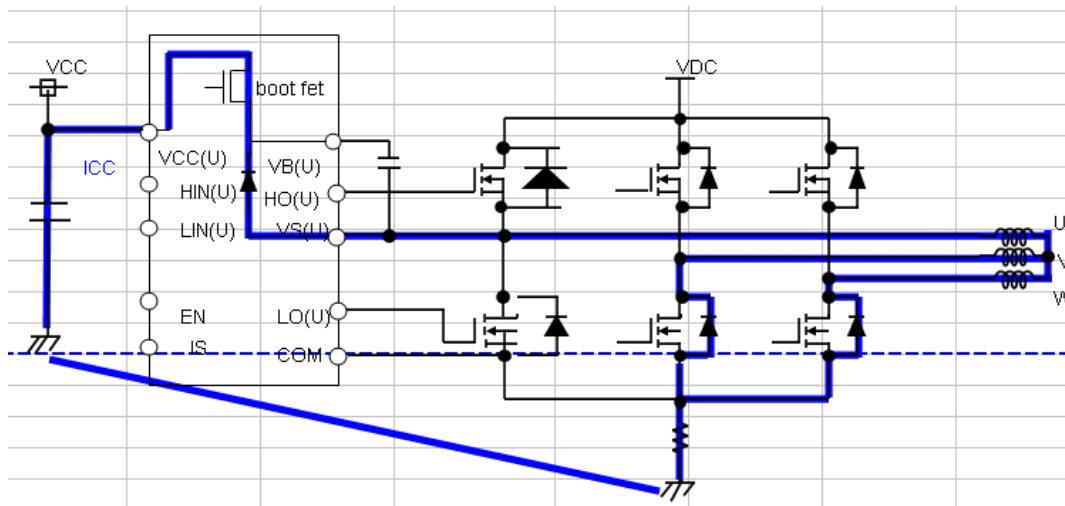 VCC
boot fet
VDC
ICC
VCC(U)
VB(U)
HIN(U)
HO(U)
LIN(U)
VS(U)
U
V
W
EN
LO(U)
IS
COM